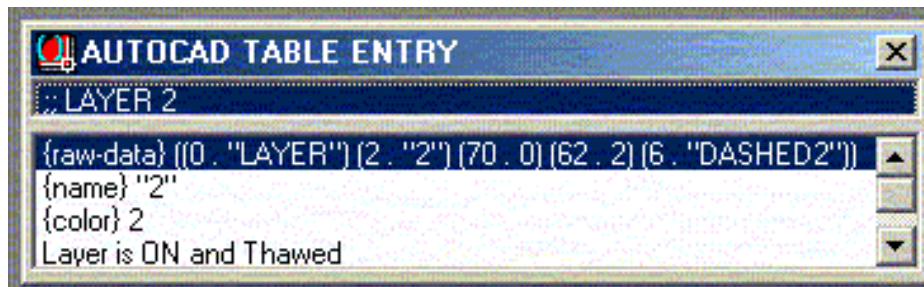 AUTOCAD TABLE ENTRY
;; LAYER 2
{raw-data} ((0 . "LAYER") (2 . "2") (70 . 0) (62 . 2) (6 . "DASHED2"))
{name} "2"
{color} 2
Layer is ON and Thawed